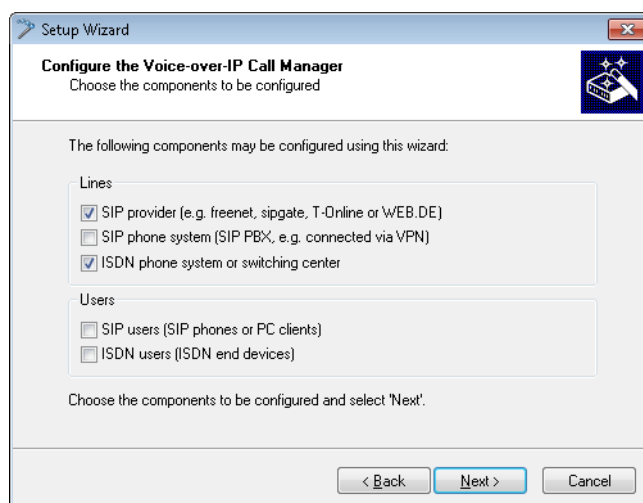 Setup Wizard
Configure the Voice-over-IP Call Manager
Choose the components to be configured
The following components may be configured using this wizard:
Lines
SIP provider (e.g. freenet, sipgate, T-Online or WEB.DE)
SIP phone system (SIP PBX, e.g. connected via VPN)
ISDN phone system or switching center
Users
SIP users (SIP phones or PC clients)
ISDN users (ISDN end devices)
Choose the components to be configured and select 'Next'.
< Back Next > Cancel